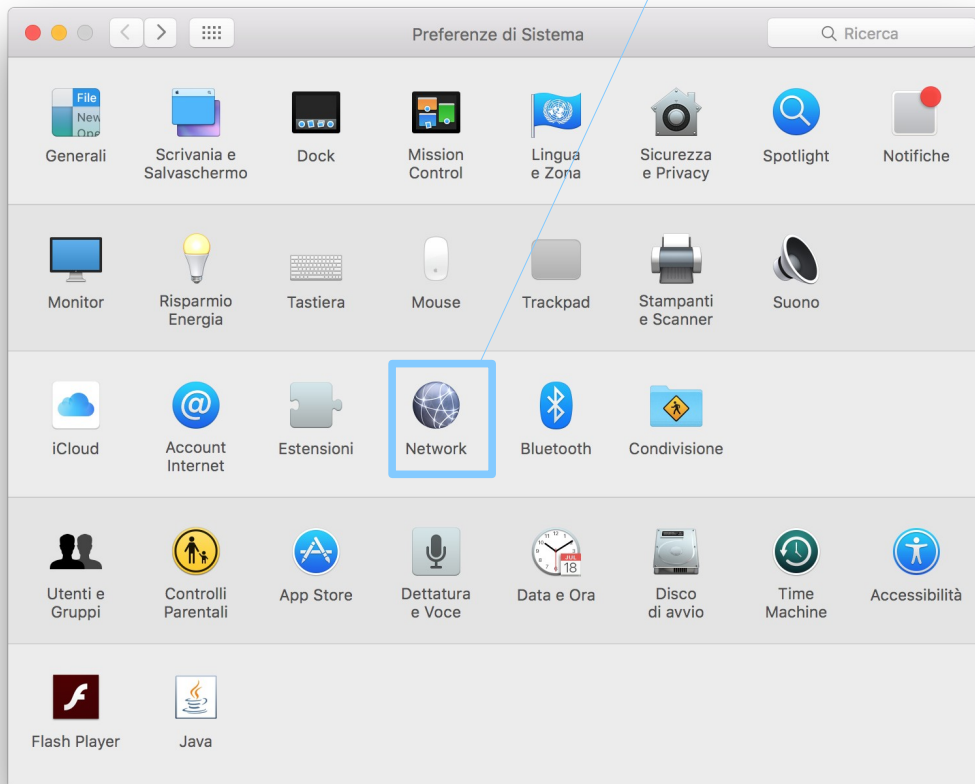 Preferenze di Sistema
Ricerca
File
New
Ope
Generali
Scrivania e
Salvaschermo
Dock
Mission
Control
Lingua
e Zona
Sicurezza
e Privacy
Spotlight
Notifiche
Monitor
Risparmio
Energia
Tastiera
Mouse
Trackpad
Stampanti
e Scanner
Suono
iCloud
@
Account
Internet
Estensioni
Network
Bluetooth
Condivisione
Utenti e
Gruppi
Controlli
Parentali
App Store
Dettatura
e Voce
JUL
18
Data e Ora
Disco
di avvio
Time
Machine
Accessibilità
Flash Player
Java